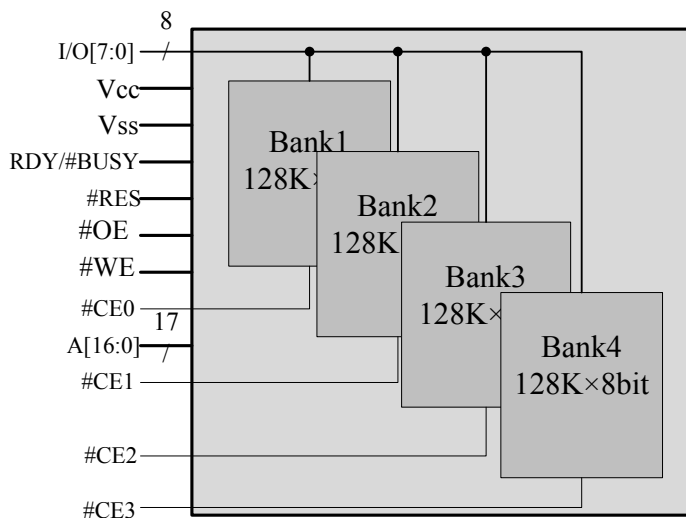 8
I/O[7:0]
Vcc
Vss
RDY/#BUSY
#RES
#OE
#WE
#CE0
17
A[16:0]
#CE1
#CE2
#CE3
Bank1
128K×
Bank2
128K
Bank3
128K×
Bank4
128K×8bit